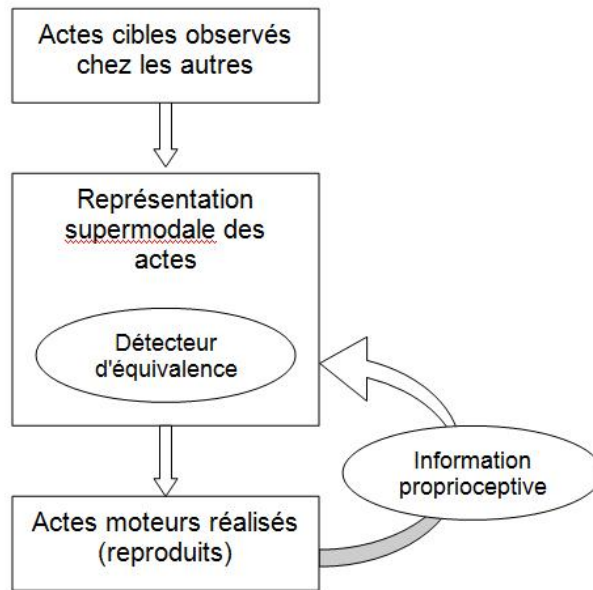 Actes cibles observés
chez les autres
Représentation
supermodale des
actes
Détecteur
d'équivalence
Information
proprioceptive
Actes moteurs réalisés
(reproduits)